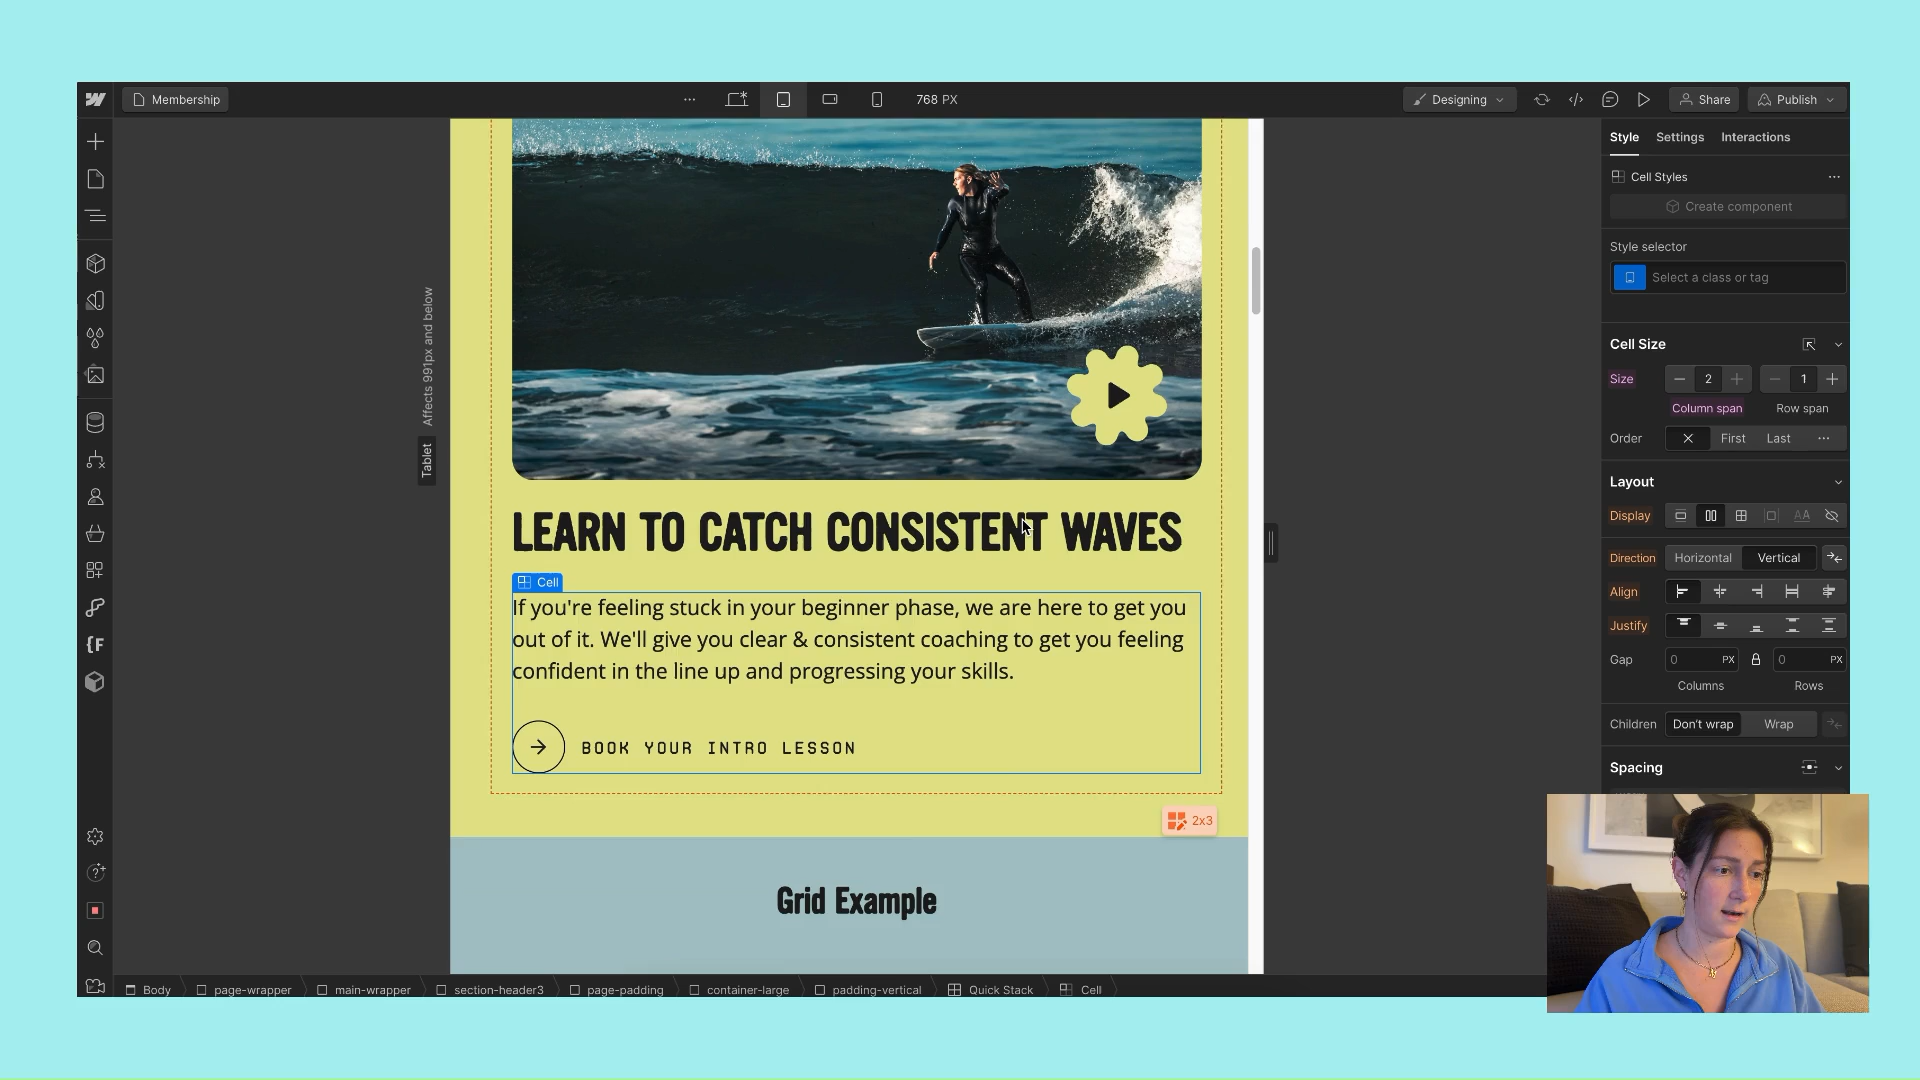 Membership
768 PX
Designing
Share
Publish
Style
Settings
Interactions
Cell Styles
Create component
Style selector
Select a class or tag
Cell Size
Size
2
1
Column span
Row span
Order
First
Last
Layout
Display
AA
Direction
Horizontal
Vertical
Align
Justify
Gap
0 PX
0 PX
Columns
Rows
Children
Don't wrap
Wrap
Spacing
Affects 991px and below
Tablet
LEARN TO CATCH CONSISTENT WAVES
Cell
If you're feeling stuck in your beginner phase, we are here to get you
out of it. We'll give you clear & consistent coaching to get you feeling
confident in the line up and progressing your skills.
BOOK YOUR INTRO LESSON
2x3
Grid Example
{F
Body
page-wrapper
main-wrapper
section-header3
page-padding
container-large
padding-vertical
Quick Stack
Cell